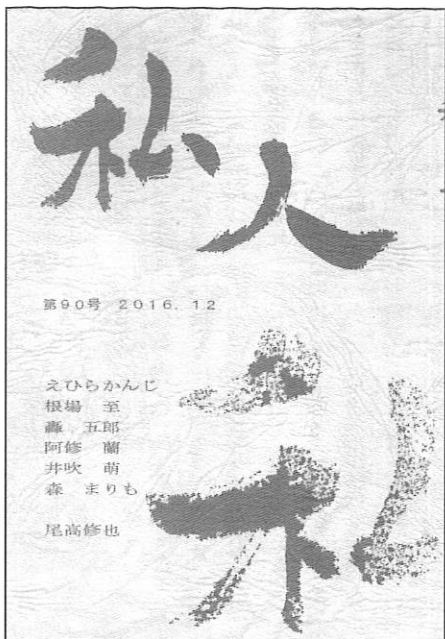 私人
第90号 2016. 12
えひらかんじ
根場 至
轟 五郎
阿修 蘭
井吹 萌
森 まりも
尾高修也
私